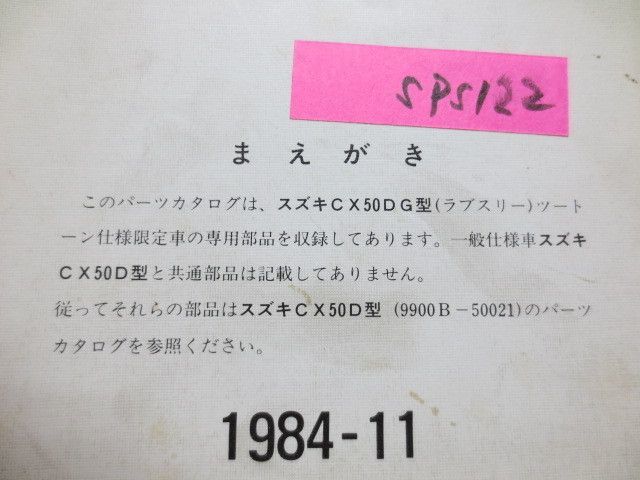 SPS122
まえがき
このパーツカタログは、スズキCX50DG型(ラブスリー)ツート
ーン仕様限定車の専用部品を収録してあります。一般仕様車スズキ
CX50D型と共通部品は記載してありません。
従ってそれらの部品はスズキCX50D型 (9900B-50021)のパーツ
カタログを参照ください。
1984-11